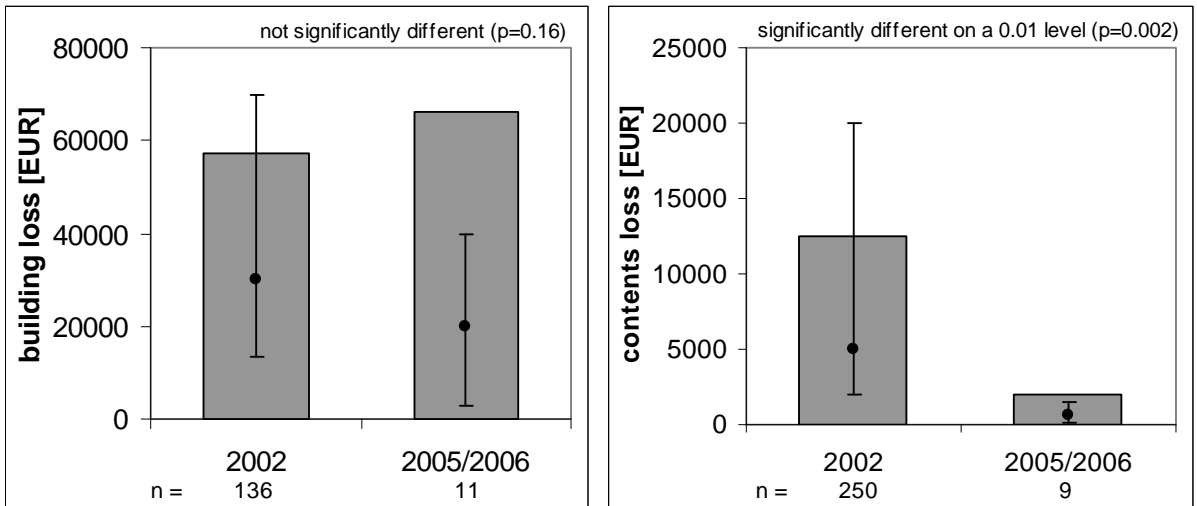 not significantly different (p=0.16)
80000
60000
40000
20000
0
building loss [EUR]
2002 2005/2006
n = 136 11
significantly different on a 0.01 level (p=0.002)
25000
20000
15000
10000
5000
0
contents loss [EUR]
2002 2005/2006
n = 250 9